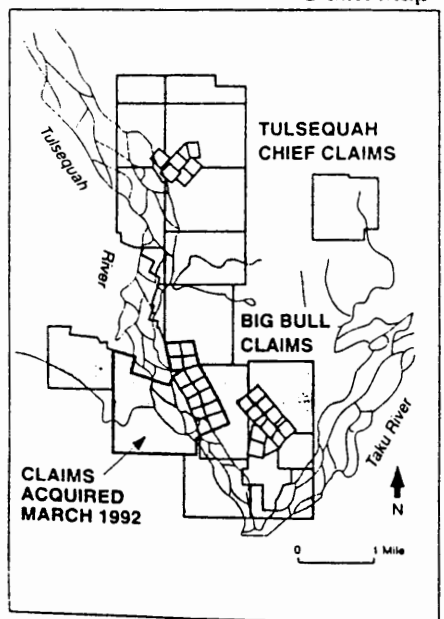 TULSEQUAH
CHIEF CLAIMS
Tulsequah
River
BIG BULL
CLAIMS
Taku River
CLAIMS
ACQUIRED
MARCH 1992
N
0 1 Mile